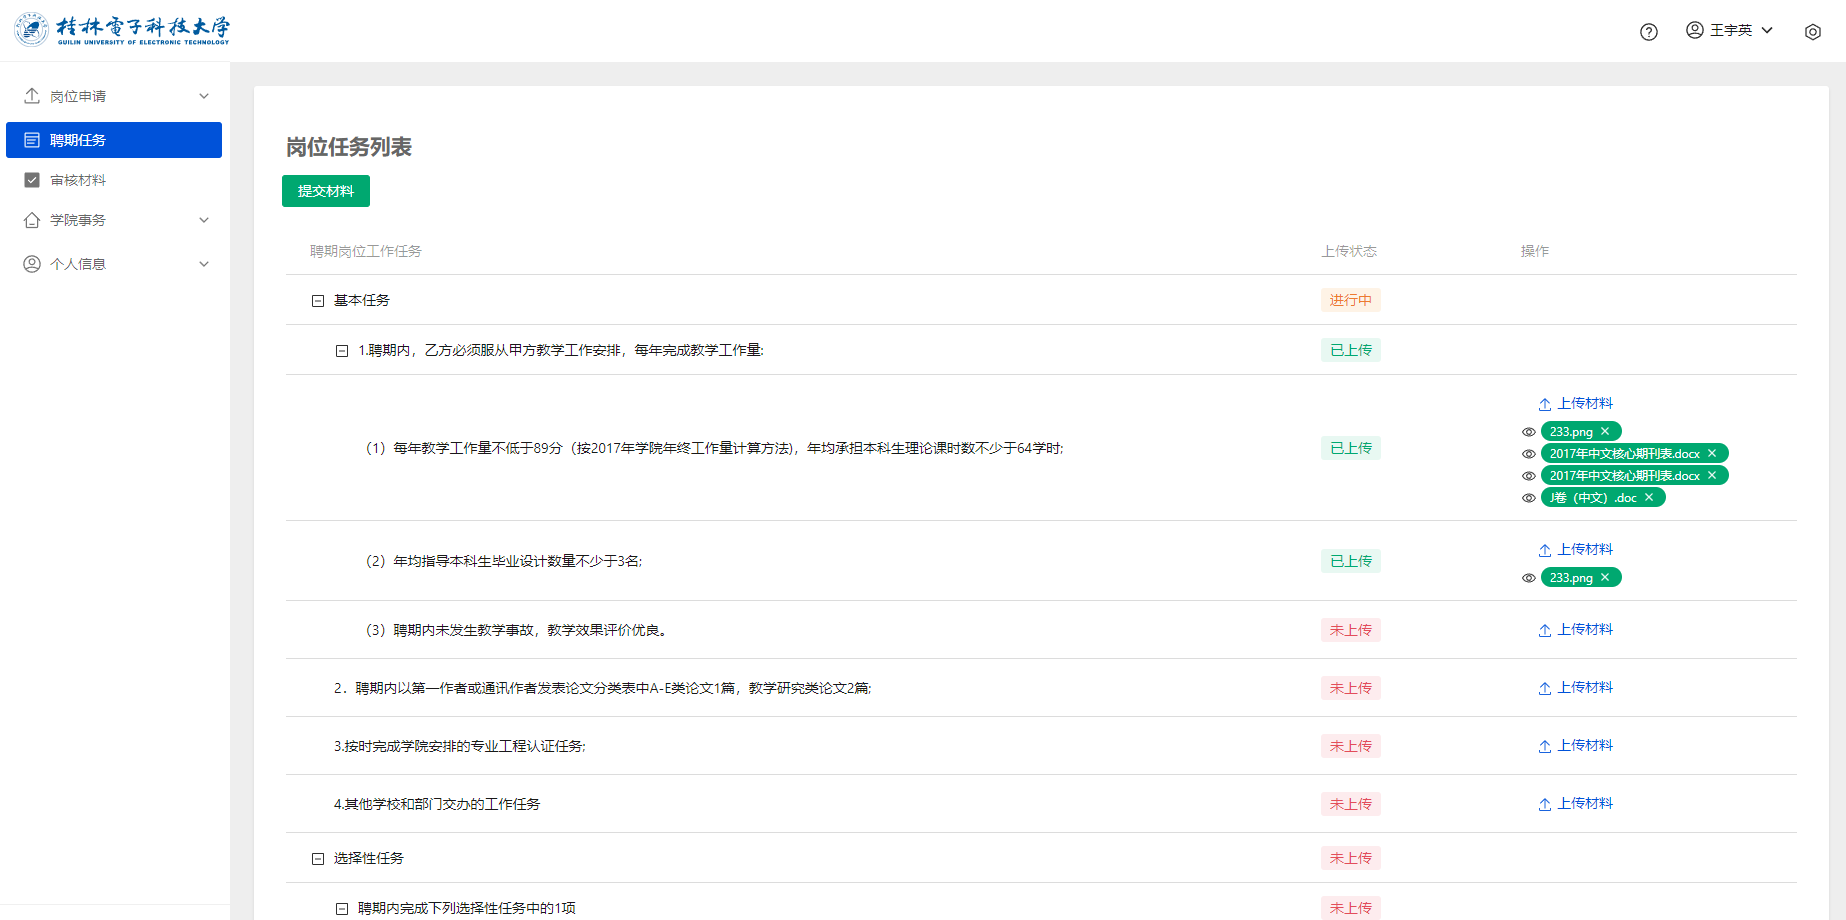 桂林電子科技大学
GUILIN UNIVERSITY OF ELECTRONIC TECHNOLOGY
王宇英
岗位申请
聘期任务
审核材料
学院事务
个人信息
岗位任务列表
提交材料
聘期岗位工作任务 上传状态 操作
基本任务 进行中
1.聘期内，乙方必须服从甲方教学工作安排，每年完成教学工作量: 已上传
上传材料
233.png
2017年中文核心期刊表.docx
（1）每年教学工作量不低于89分（按2017年学院年终工作量计算方法)，年均承担本科生理论课时数不少于64学时; 已上传
2017年中文核心期刊表.docx
J卷（中文）.doc
上传材料
（2）年均指导本科生毕业设计数量不少于3名; 已上传
233.png
（3）聘期内未发生教学事故，教学效果评价优良。 未上传 上传材料
2．聘期内以第一作者或通讯作者发表论文分类表中A-E类论文1篇，教学研究类论文2篇; 未上传 上传材料
3.按时完成学院安排的专业工程认证任务; 未上传 上传材料
4.其他学校和部门交办的工作任务 未上传 上传材料
选择性任务 未上传
聘期内完成下列选择性任务中的1项 未上传